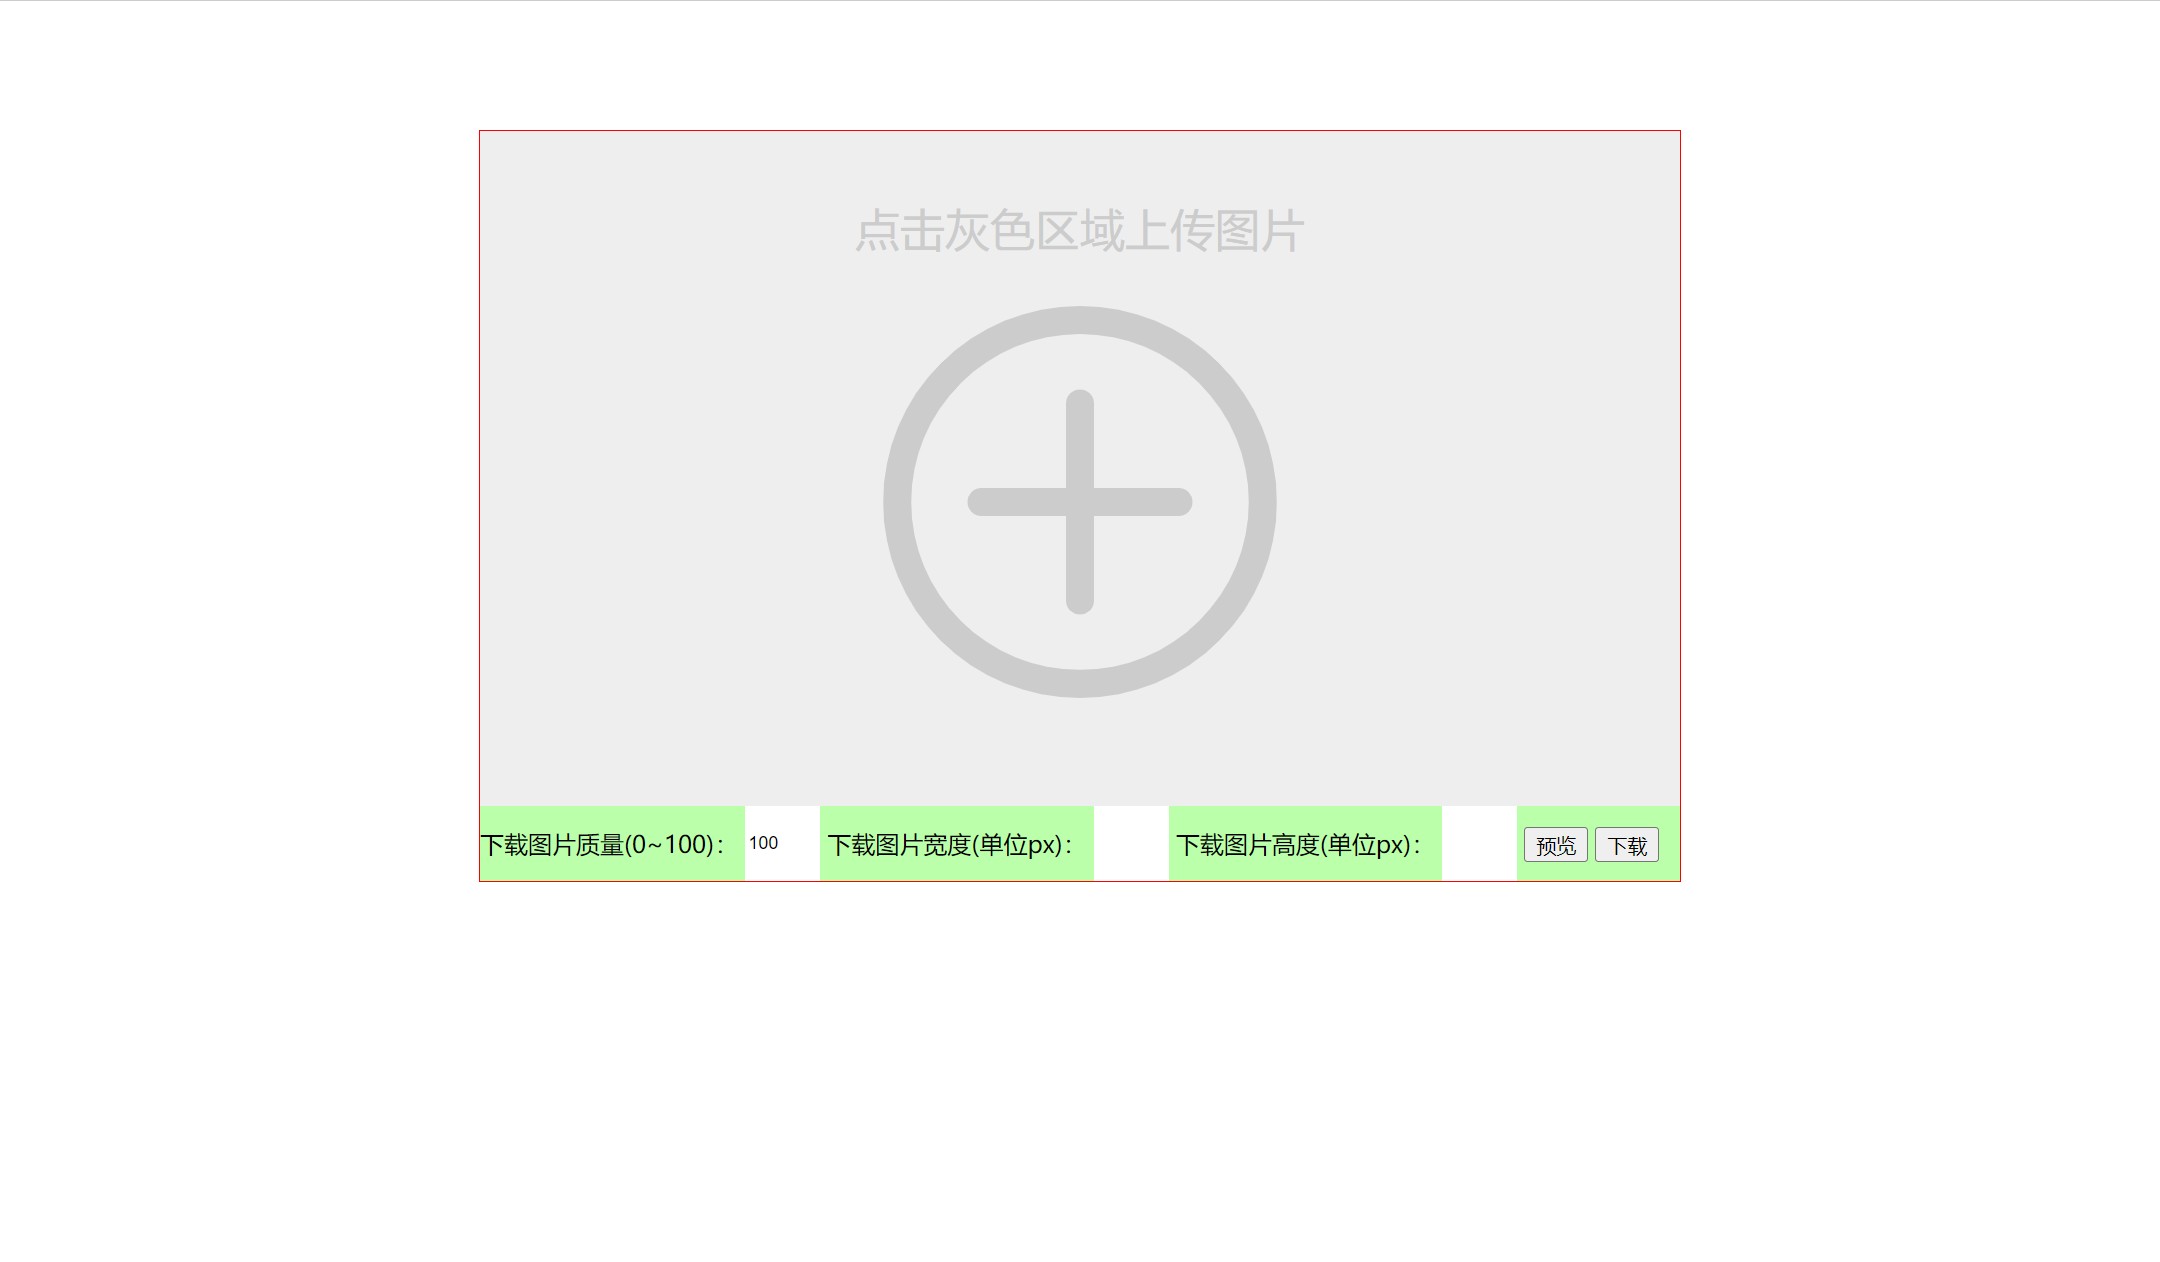 点击灰色区域上传图片
下载图片质量(0~100)： 100 下载图片宽度(单位px)： 下载图片高度(单位px)： 预览 下载